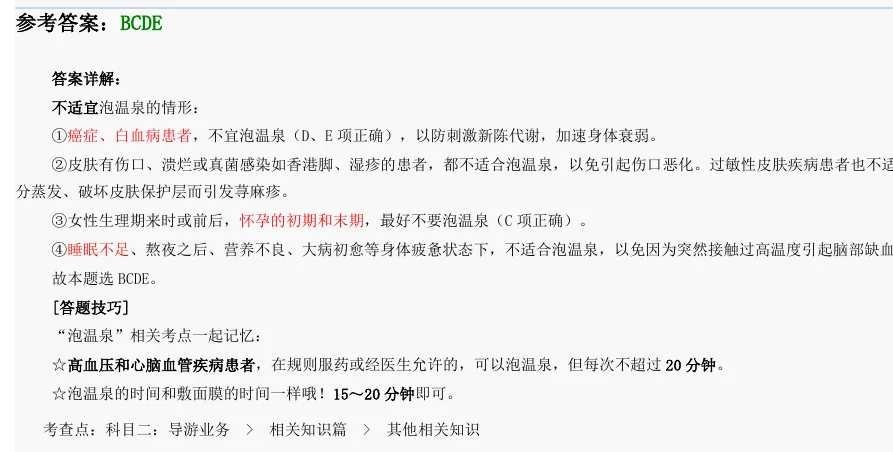 参考答案：BCDE
答案详解：
不适宜泡温泉的情形：
①癌症、白血病患者，不宜泡温泉（D、E 项正确），以防刺激新陈代谢，加速身体衰弱。
②皮肤有伤口、溃烂或真菌感染如香港脚、湿疹的患者，都不适合泡温泉，以免引起伤口恶化。过敏性皮肤疾病患者也不适
分蒸发、破坏皮肤保护层而引发荨麻疹。
③女性生理期来时或前后，怀孕的初期和末期，最好不要泡温泉（C 项正确）。
④睡眠不足、熬夜之后、营养不良、大病初愈等身体疲惫状态下，不适合泡温泉，以免因为突然接触过高温度引起脑部缺血
故本题选 BCDE。
[答题技巧]
“泡温泉”相关考点一起记忆：
☆高血压和心脑血管疾病患者，在规则服药或经医生允许的，可以泡温泉，但每次不超过 20 分钟。
☆泡温泉的时间和敷面膜的时间一样哦！15～20 分钟即可。
考查点：科目二：导游业务 > 相关知识篇 > 其他相关知识